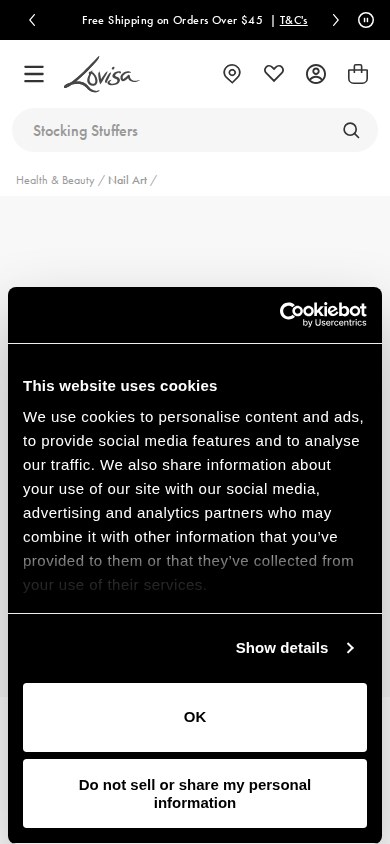 Free Shipping on Orders Over $45 | T&C's
Lovisa
Stocking Stuffers
Health & Beauty / Nail Art /
Cookiebot
by Usercentrics
This website uses cookies
We use cookies to personalise content and ads,
to provide social media features and to analyse
our traffic. We also share information about
your use of our site with our social media,
advertising and analytics partners who may
combine it with other information that you've
provided to them or that they've collected from
your use of their services.
Show details
OK
Do not sell or share my personal
information